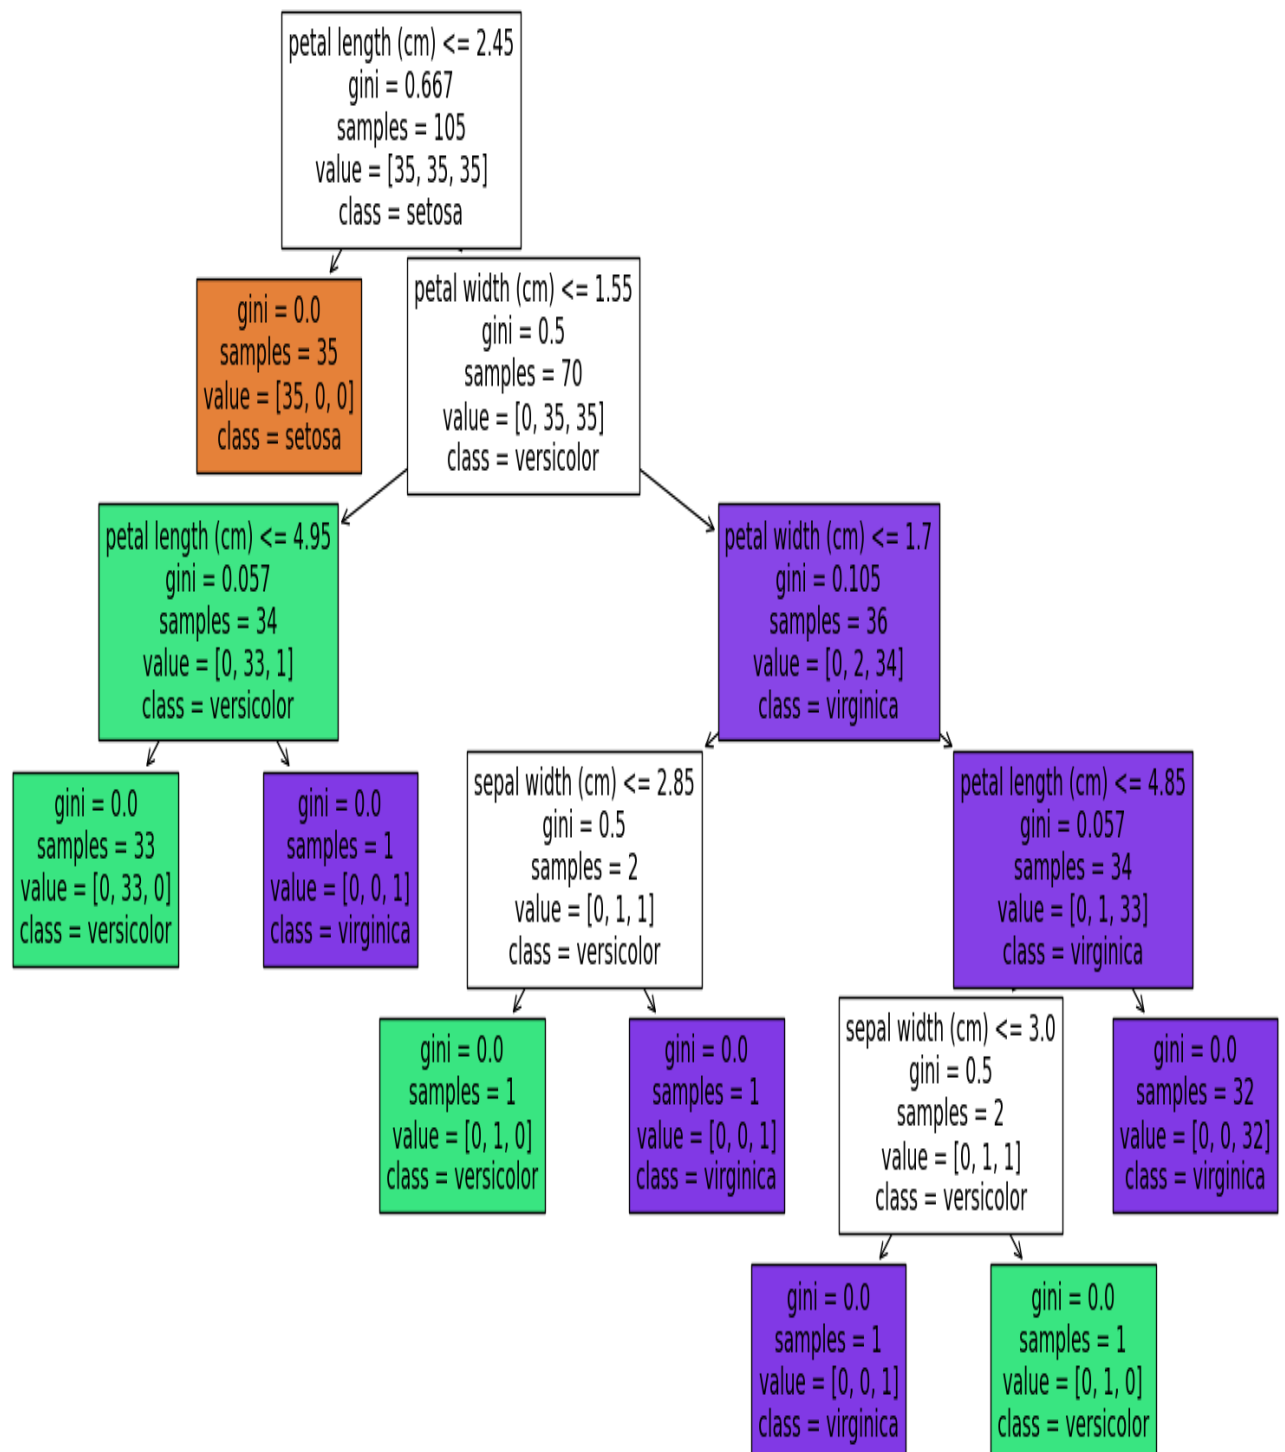 petal length (cm) <= 2.45
gini = 0.667
samples = 105
value = [35, 35, 35]
class = setosa
gini = 0.0
samples = 35
value = [35, 0, 0]
class = setosa
petal width (cm) <= 1.55
gini = 0.5
samples = 70
value = [0, 35, 35]
class = versicolor
petal length (cm) <= 4.95
gini = 0.057
samples = 34
value = [0, 33, 1]
class = versicolor
petal width (cm) <= 1.7
gini = 0.105
samples = 36
value = [0, 2, 34]
class = virginica
gini = 0.0
samples = 33
value = [0, 33, 0]
class = versicolor
gini = 0.0
samples = 1
value = [0, 0, 1]
class = virginica
sepal width (cm) <= 2.85
gini = 0.5
samples = 2
value = [0, 1, 1]
class = versicolor
petal length (cm) <= 4.85
gini = 0.057
samples = 34
value = [0, 1, 33]
class = virginica
gini = 0.0
samples = 1
value = [0, 1, 0]
class = versicolor
gini = 0.0
samples = 1
value = [0, 0, 1]
class = virginica
sepal width (cm) <= 3.0
gini = 0.5
samples = 2
value = [0, 1, 1]
class = versicolor
gini = 0.0
samples = 32
value = [0, 0, 32]
class = virginica
gini = 0.0
samples = 1
value = [0, 0, 1]
class = virginica
gini = 0.0
samples = 1
value = [0, 1, 0]
class = versicolor